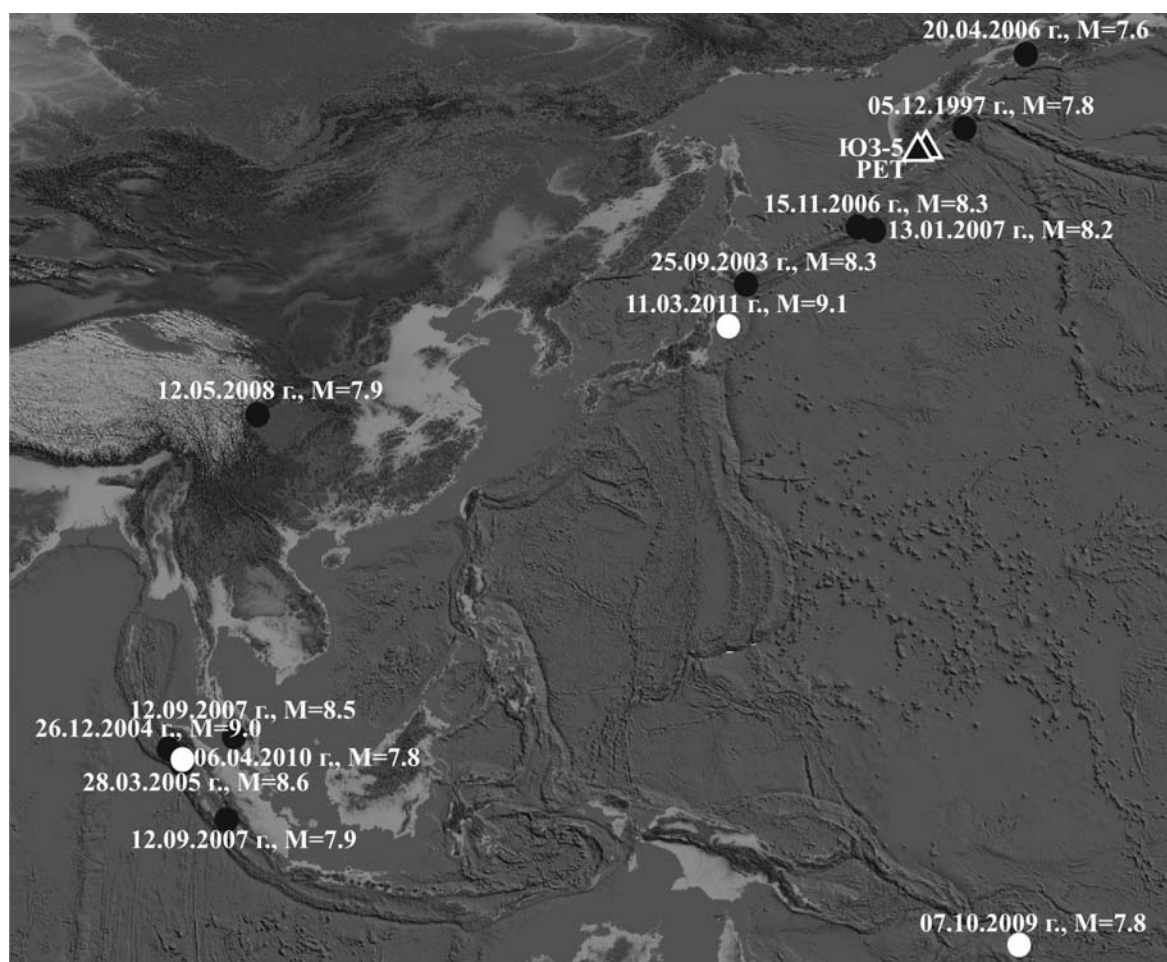 20.04.2006 г., М=7.6
05.12.1997 г., М=7.8
ЮЗ-5
РЕТ
15.11.2006 г., М=8.3
13.01.2007 г., М=8.2
25.09.2003 г., М=8.3
11.03.2011 г., М=9.1
12.05.2008 г., М=7.9
12.09.2007 г., М=8.5
26.12.2004 г., М=9.0
06.04.2010 г., М=7.8
28.03.2005 г., М=8.6
12.09.2007 г., М=7.9
07.10.2009 г., М=7.8